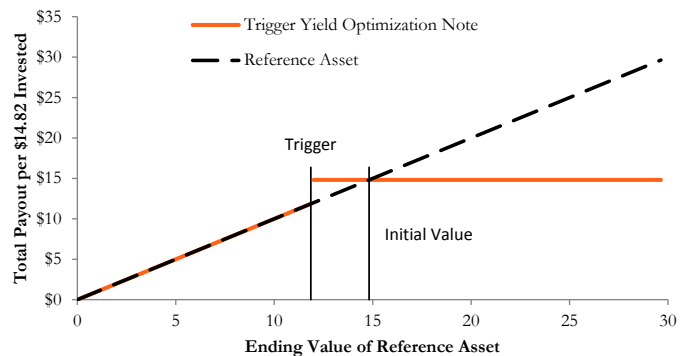 Trigger Yield Optimization Note
Reference Asset
Total Payout per $14.82 Invested
$35
$30
$25
$20
$15
$10
$5
$0
Trigger
Initial Value
0 5 10 15 20 25 30
Ending Value of Reference Asset